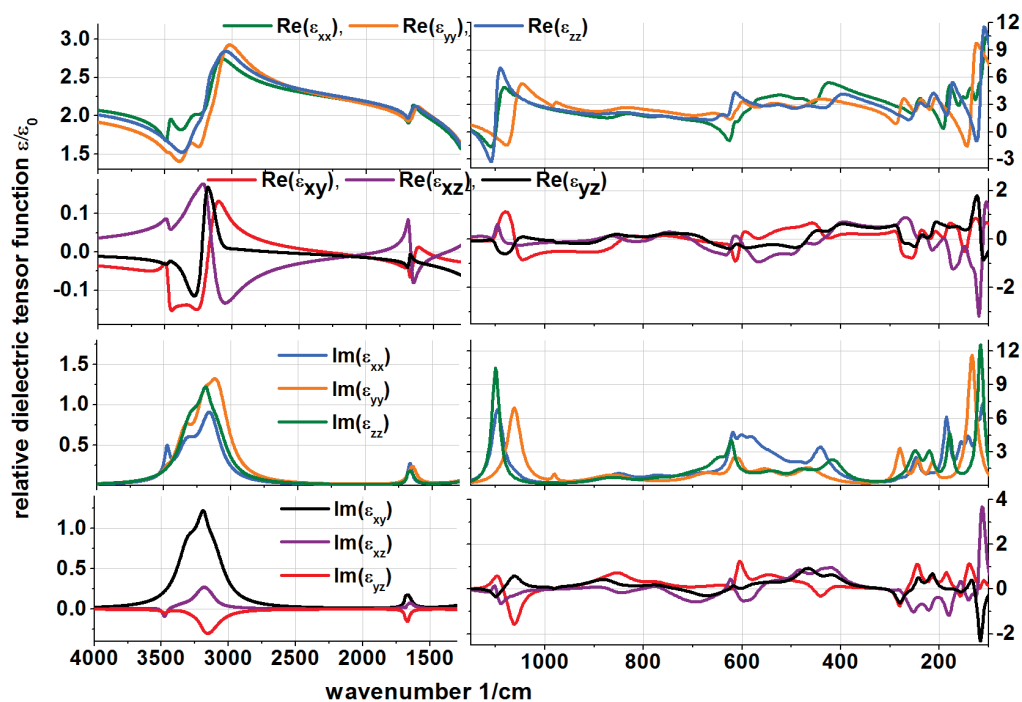 Re(εxx), Re(εyy), Re(εzz)
3.0
2.5
2.0
1.5
12
9
6
3
0
-3
Re(εxy), Re(εxz), Re(εyz)
0.1
0.0
-0.1
2
0
-2
Im(εxx)
Im(εyy)
Im(εzz)
1.5
1.0
0.5
12
9
6
3
Im(εxy)
Im(εxz)
Im(εyz)
1.0
0.5
0.0
4
2
0
-2
4000 3500 3000 2500 2000 1500 1000 800 600 400 200
wavenumber 1/cm
relative dielectric tensor function ε/ε0